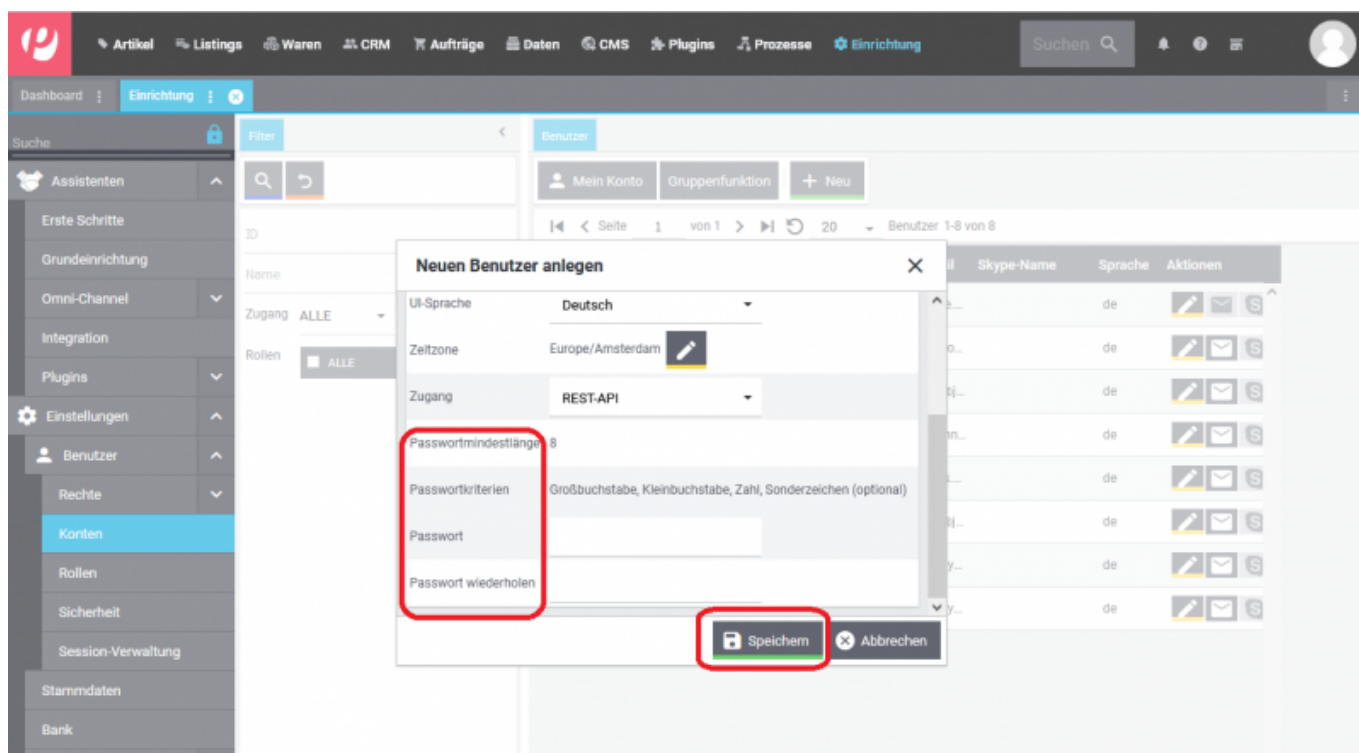 Artikel Listings Waren CRM Aufträge Daten CMS Plugins Prozesse Einrichtung Suchen
Dashboard Einrichtung
Suche
Filter
Benutzer
Assistenten
Mein Konto Gruppenfunktion + Neu
Erste Schritte
Seite 1 von 1 20 Benutzer 1-8 von 8
ID
Grundeinrichtung
Neuen Benutzer anlegen
Skype-Name Sprache Aktionen
Name
Omni-Channel
UI-Sprache Deutsch
de
Zugang ALLE
Integration
Zeitzone Europe/Amsterdam
de
Rollen ALLE
Plugins
Zugang REST-API
de
Einstellungen
Passwortmindestlänge 8
de
Benutzer
Rechte
Passwortkriterien Großbuchstabe, Kleinbuchstabe, Zahl, Sonderzeichen (optional)
de
Konten
Passwort
de
Rollen
Passwort wiederholen
de
Sicherheit
de
Speichern Abbrechen
Session-Verwaltung
Stammdaten
Bank